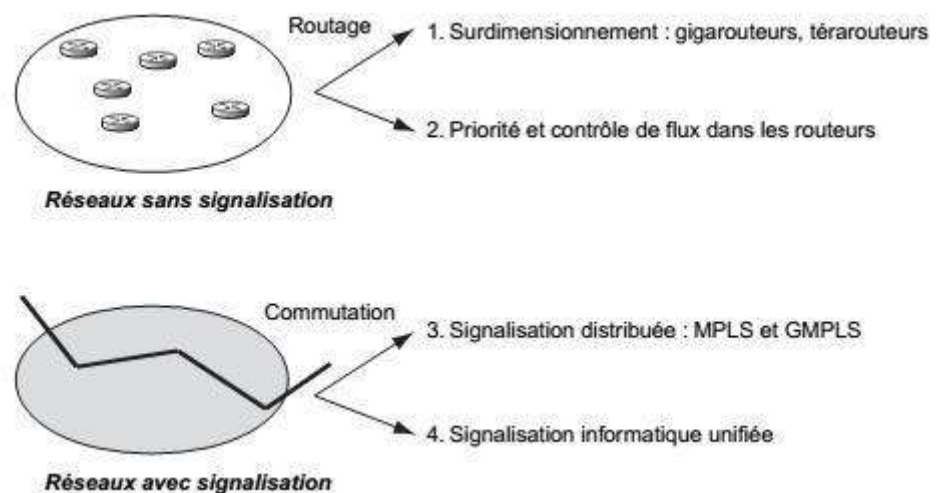 Routage
1. Surdimensionnement : gigarouteurs, térarouteurs
2. Priorité et contrôle de flux dans les routeurs
Réseaux sans signalisation
Commutation
3. Signalisation distribuée : MPLS et GMPLS
4. Signalisation informatique unifiée
Réseaux avec signalisation